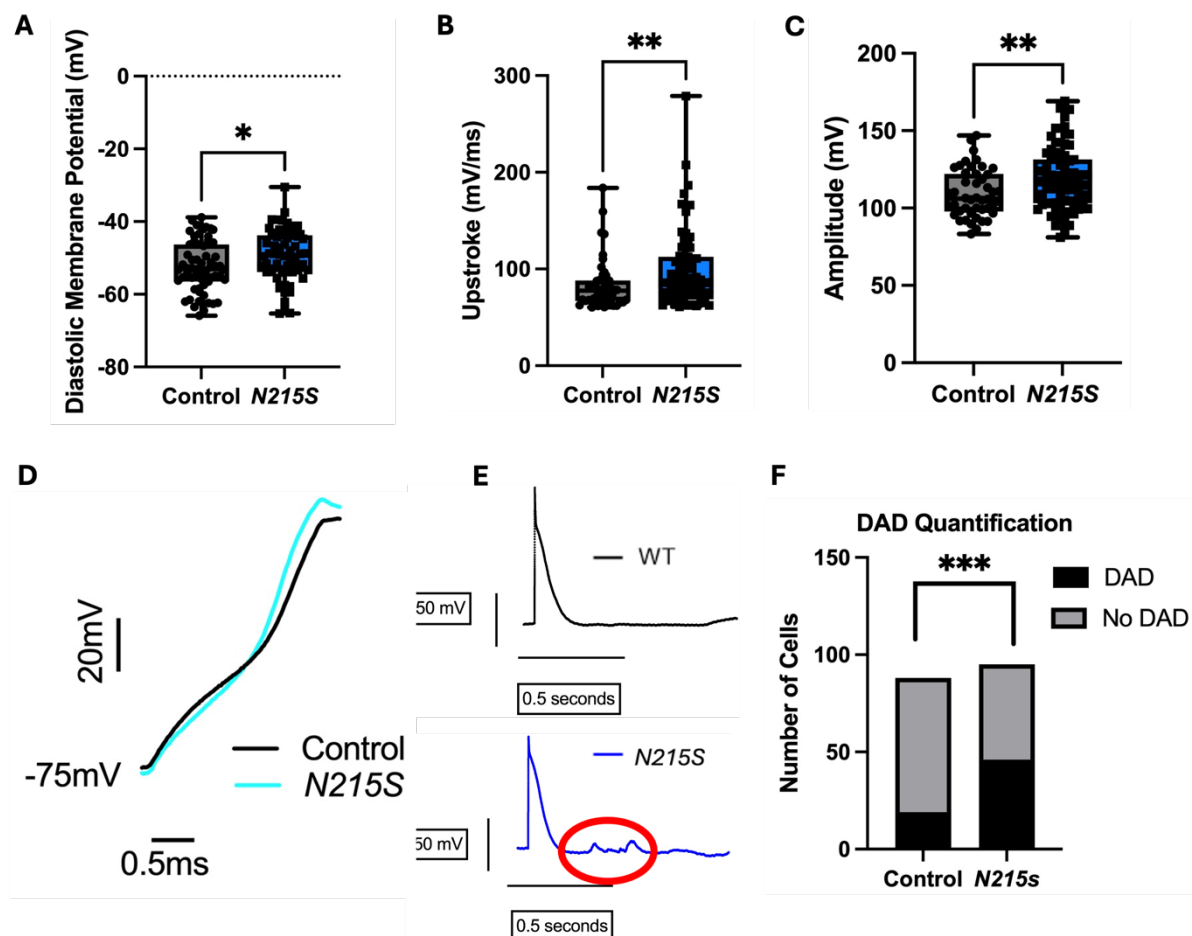 A
Diastolic Membrane Potential (mV)
0
-20
-40
-60
-80
*
Control N215S
B
Upstroke (mV/ms)
300
200
100
0
**
Control N215S
C
Amplitude (mV)
200
150
100
50
0
**
Control N215S
D
20mV
-75mV
Control
N215S
0.5ms
E
WT
50 mV
0.5 seconds
N215S
50 mV
0.5 seconds
F
DAD Quantification
Number of Cells
150
100
50
0
***
DAD
No DAD
Control N215s